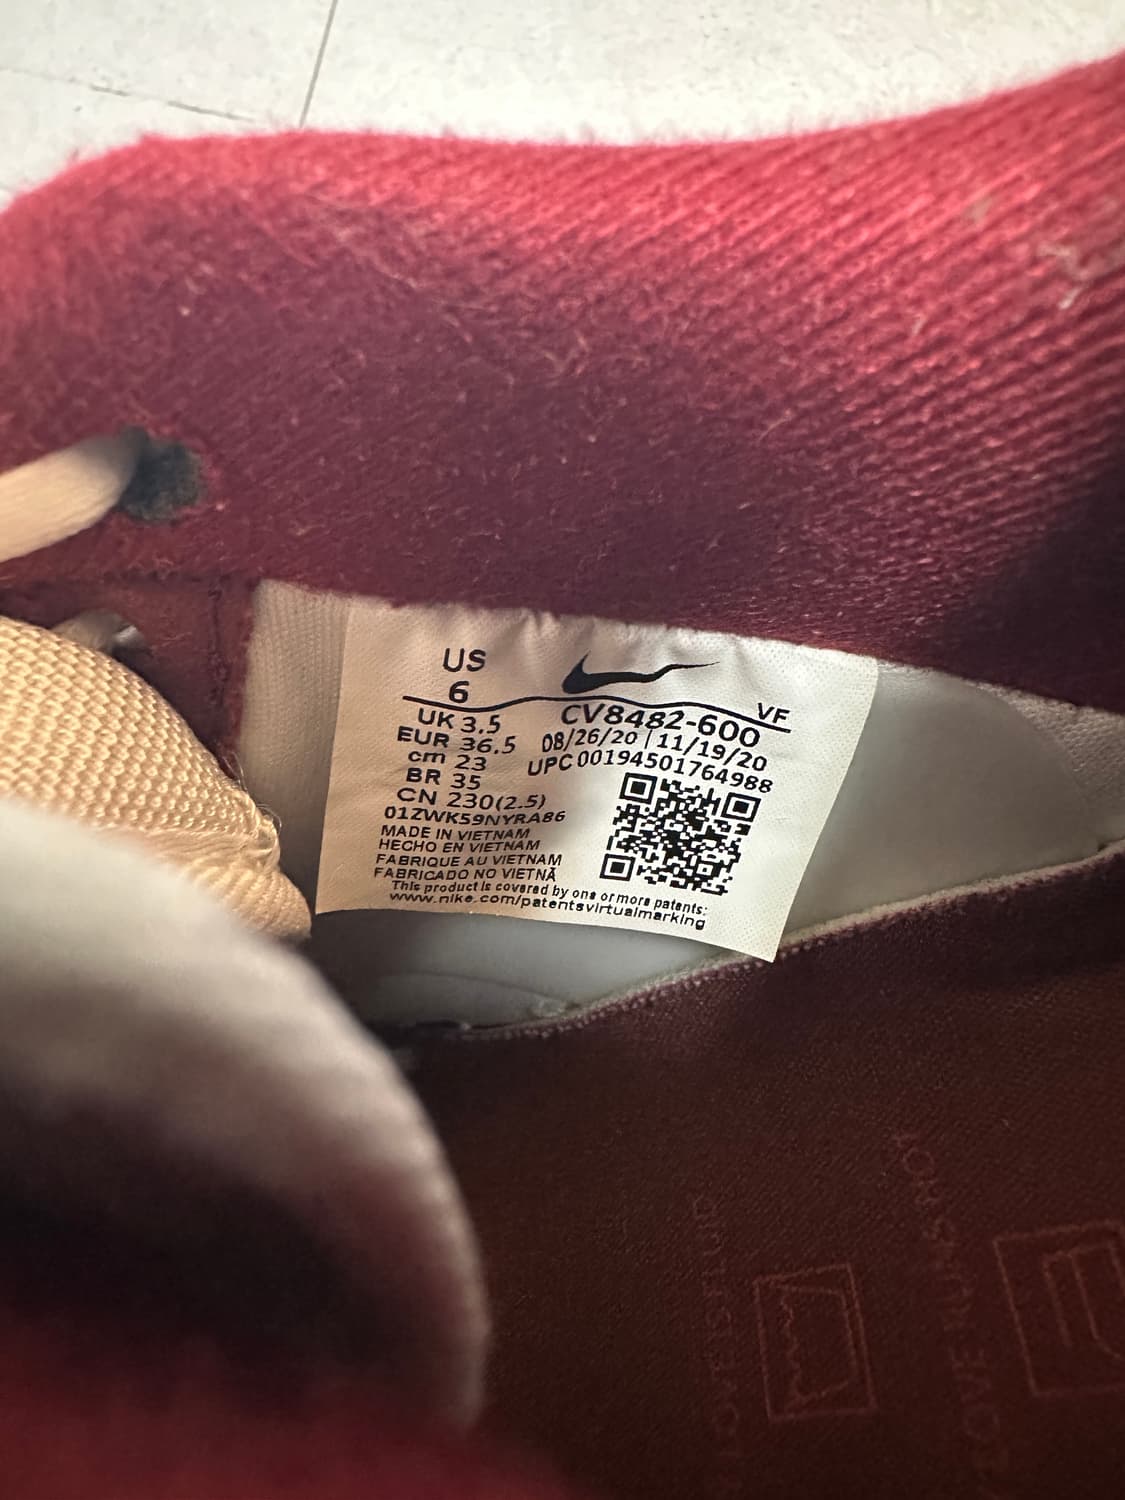 US
6
VF
UK 3.5
CV8482-600
EUR 36.5
08/26/20 | 11/19/20
cm 23
UPC 00194501764988
BR 35
CN 230(2.5)
01ZWK59NYRA86
MADE IN VIETNAM
HECHO EN VIETNAM
FABRIQUE AU VIETNAM
FABRICADO NO VIETNÃ
This product is covered by one or more patents:
www.nike.com/patentsvirtualmarking